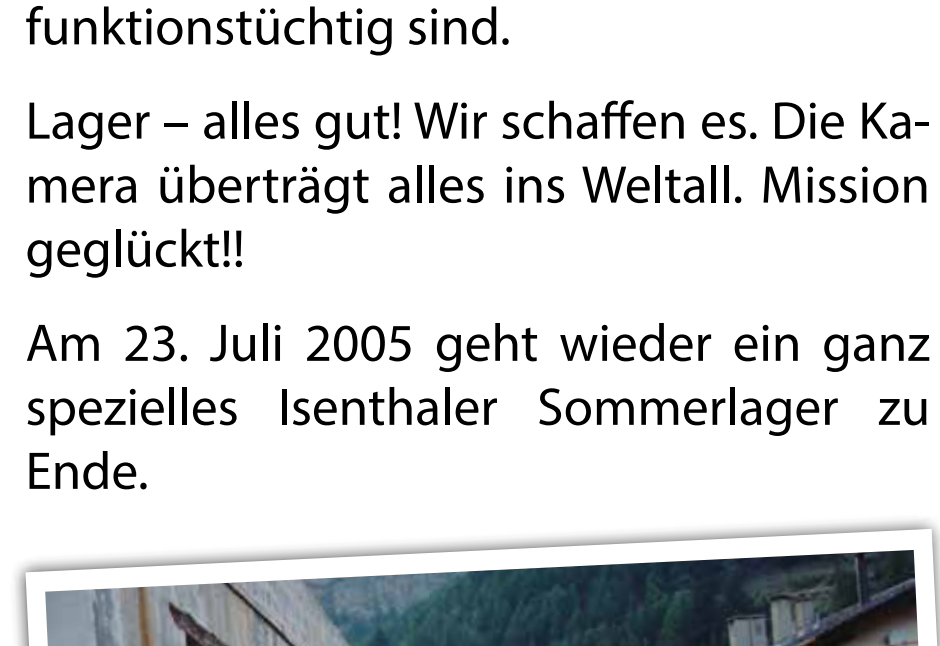 funktionstüchtig sind.
Lager – alles gut! Wir schaffen es. Die Ka-
mera überträgt alles ins Weltall. Mission
geglückt!!
Am 23. Juli 2005 geht wieder ein ganz
spezielles Isenthaler Sommerlager zu
Ende.